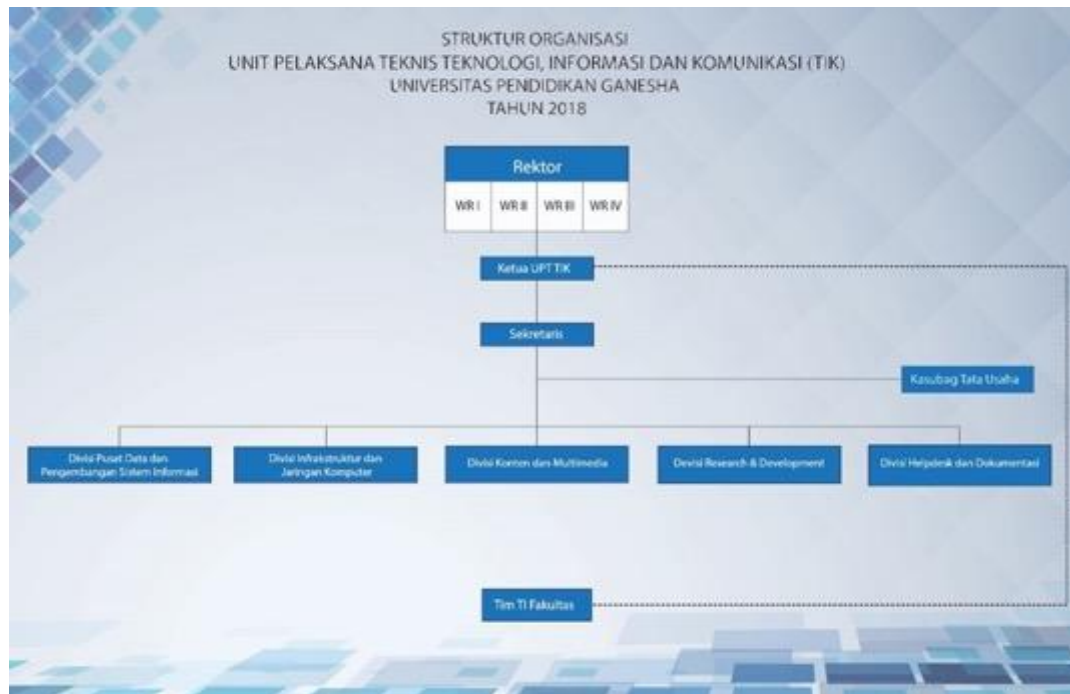 STRUKTUR ORGANISASI
UNIT PELAKSANA TEKNIS TEKNOLOGI, INFORMASI DAN KOMUNIKASI (TIK)
UNIVERSITAS PENDIDIKAN GANESHA
TAHUN 2018
Rektor
WR I WR II WR III WR IV
Ketua UPT TIK
Sekretaris
Kasubag Tata Usaha
Divisi Pusat Data dan
Pengembangan Sistem Informasi
Divisi Infrakstruktur dan
Jaringan Komputer
Divisi Konten dan Multimedia
Devisi Research & Development
Divisi Helpdesk dan Dokumentasi
Tim TI Fakultas